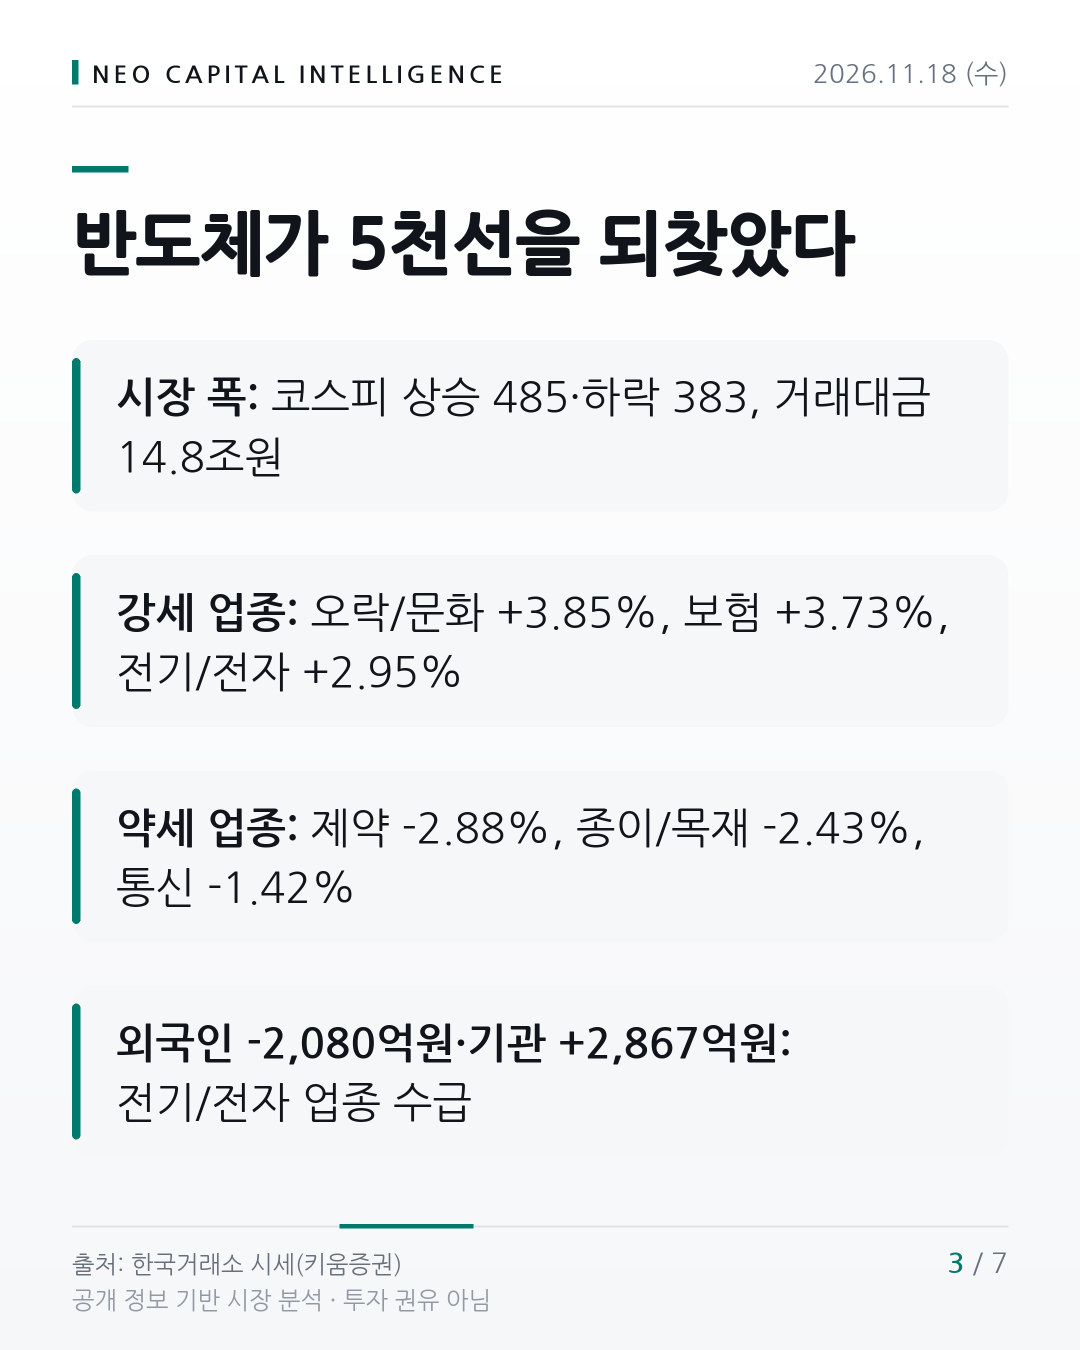 NEO CAPITAL INTELLIGENCE
2026.11.18 (수)
반도체가 5천선을 되찾았다
시장 폭: 코스피 상승 485·하락 383, 거래대금
14.8조원
강세 업종: 오락/문화 +3.85%, 보험 +3.73%,
전기/전자 +2.95%
약세 업종: 제약 -2.88%, 종이/목재 -2.43%,
통신 -1.42%
외국인 -2,080억원·기관 +2,867억원:
전기/전자 업종 수급
출처: 한국거래소 시세(키움증권)
3 / 7
공개 정보 기반 시장 분석 · 투자 권유 아님